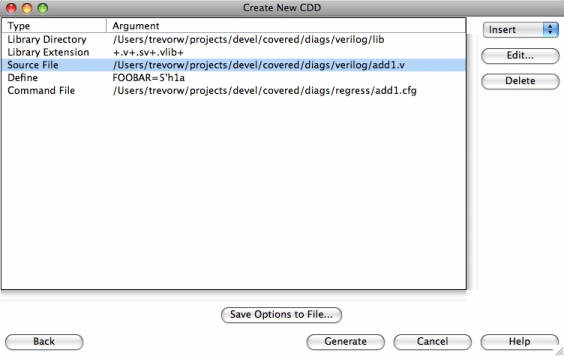 Create New CDD
Type Argument
Library Directory /Users/trevorw/projects/devel/covered/diags/verilog/lib
Library Extension +.v+.sv+.vlib+
Source File /Users/trevorw/projects/devel/covered/diags/verilog/add1.v
Define FOOBAR=5'h1a
Command File /Users/trevorw/projects/devel/covered/diags/regress/add1.cfg
Insert
Edit...
Delete
Save Options to File...
Back Generate Cancel Help